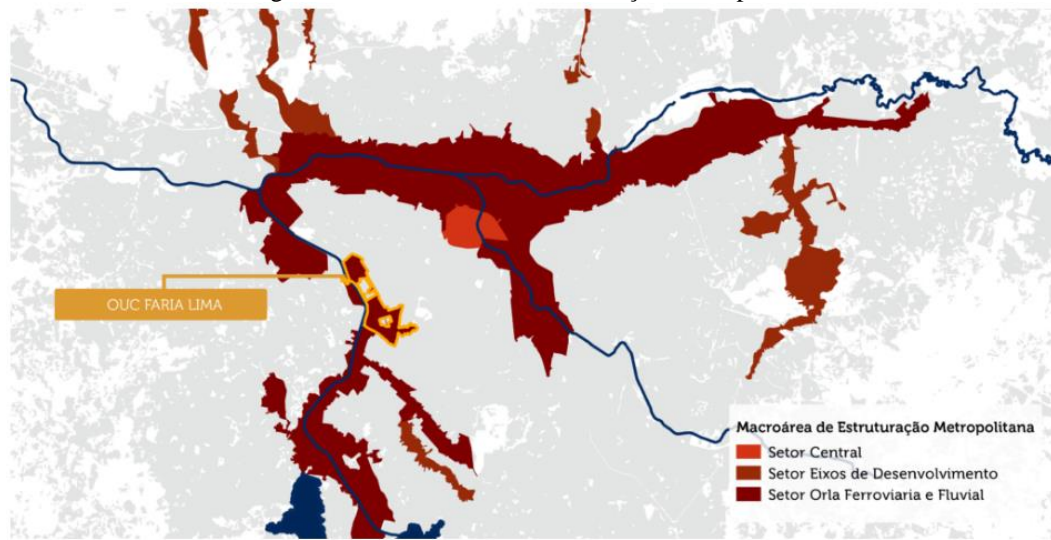 OUC FARIA LIMA
Macroárea de Estruturação Metropolitana
Setor Central
Setor Eixos de Desenvolvimento
Setor Orla Ferroviaria e Fluvial